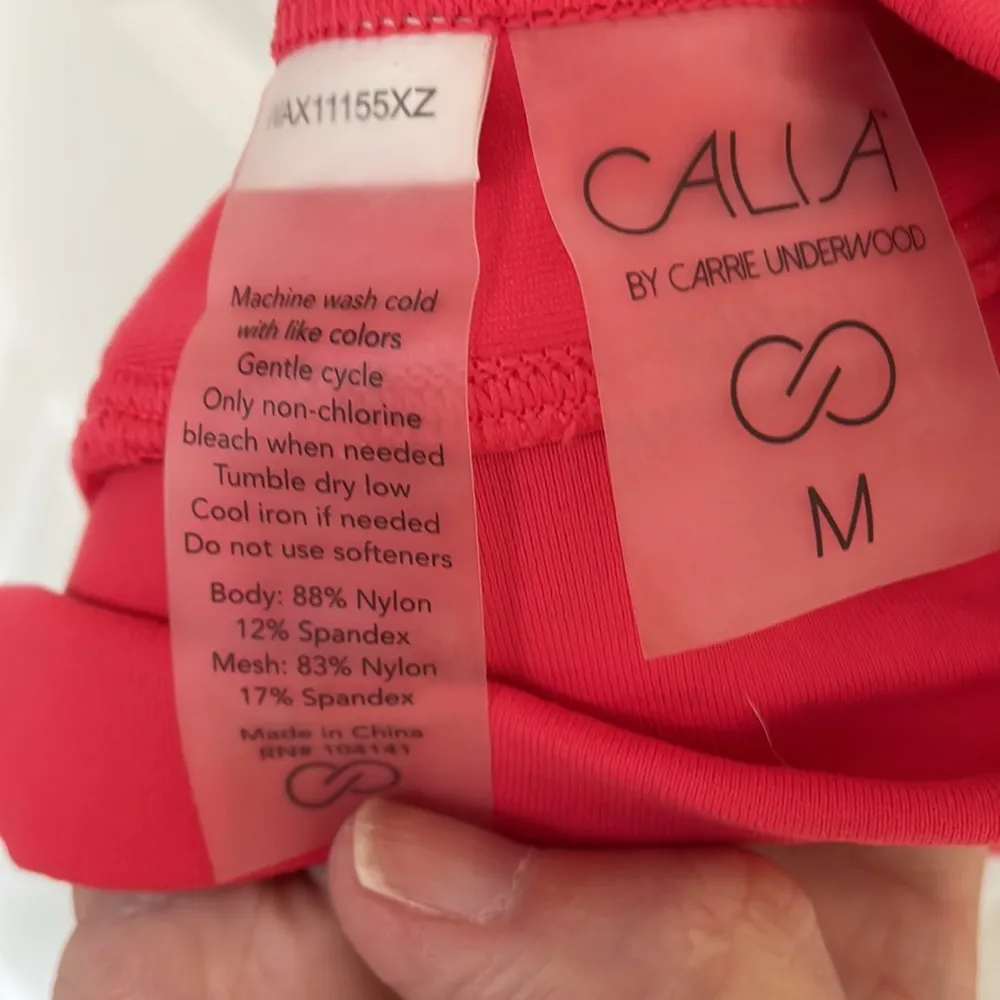 AX11155XZ
Machine wash cold
with like colors
Gentle cycle
Only non-chlorine
bleach when needed
Tumble dry low
Cool iron if needed
Do not use softeners
Body: 88% Nylon
12% Spandex
Mesh: 83% Nylon
17% Spandex
Made in China
RN# 104141
CALIA
BY CARRIE UNDERWOOD
M